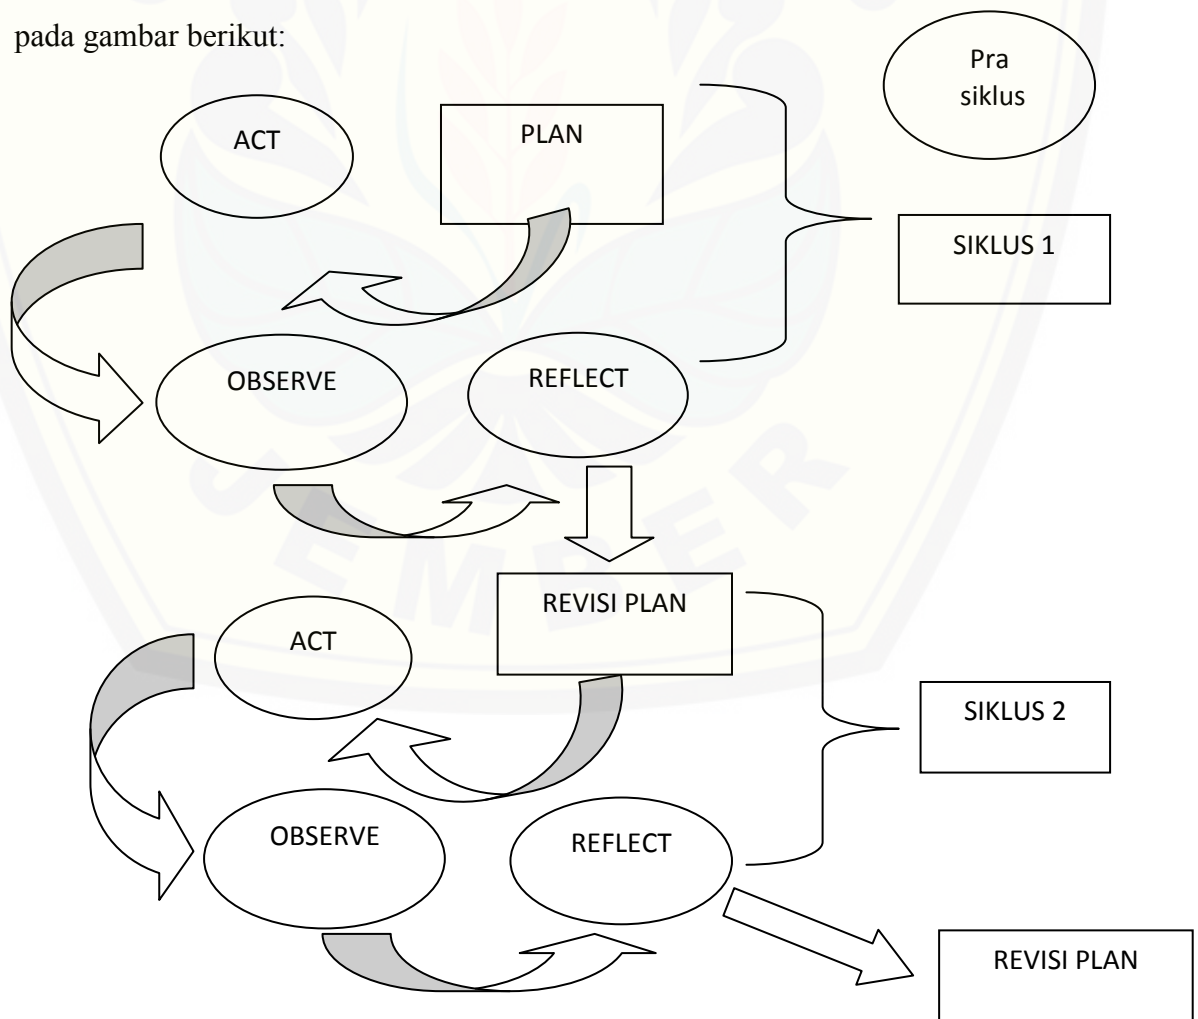 pada gambar berikut:
Pra
siklus
ACT
PLAN
SIKLUS 1
OBSERVE
REFLECT
REVISI PLAN
ACT
SIKLUS 2
OBSERVE
REFLECT
REVISI PLAN
EMBER